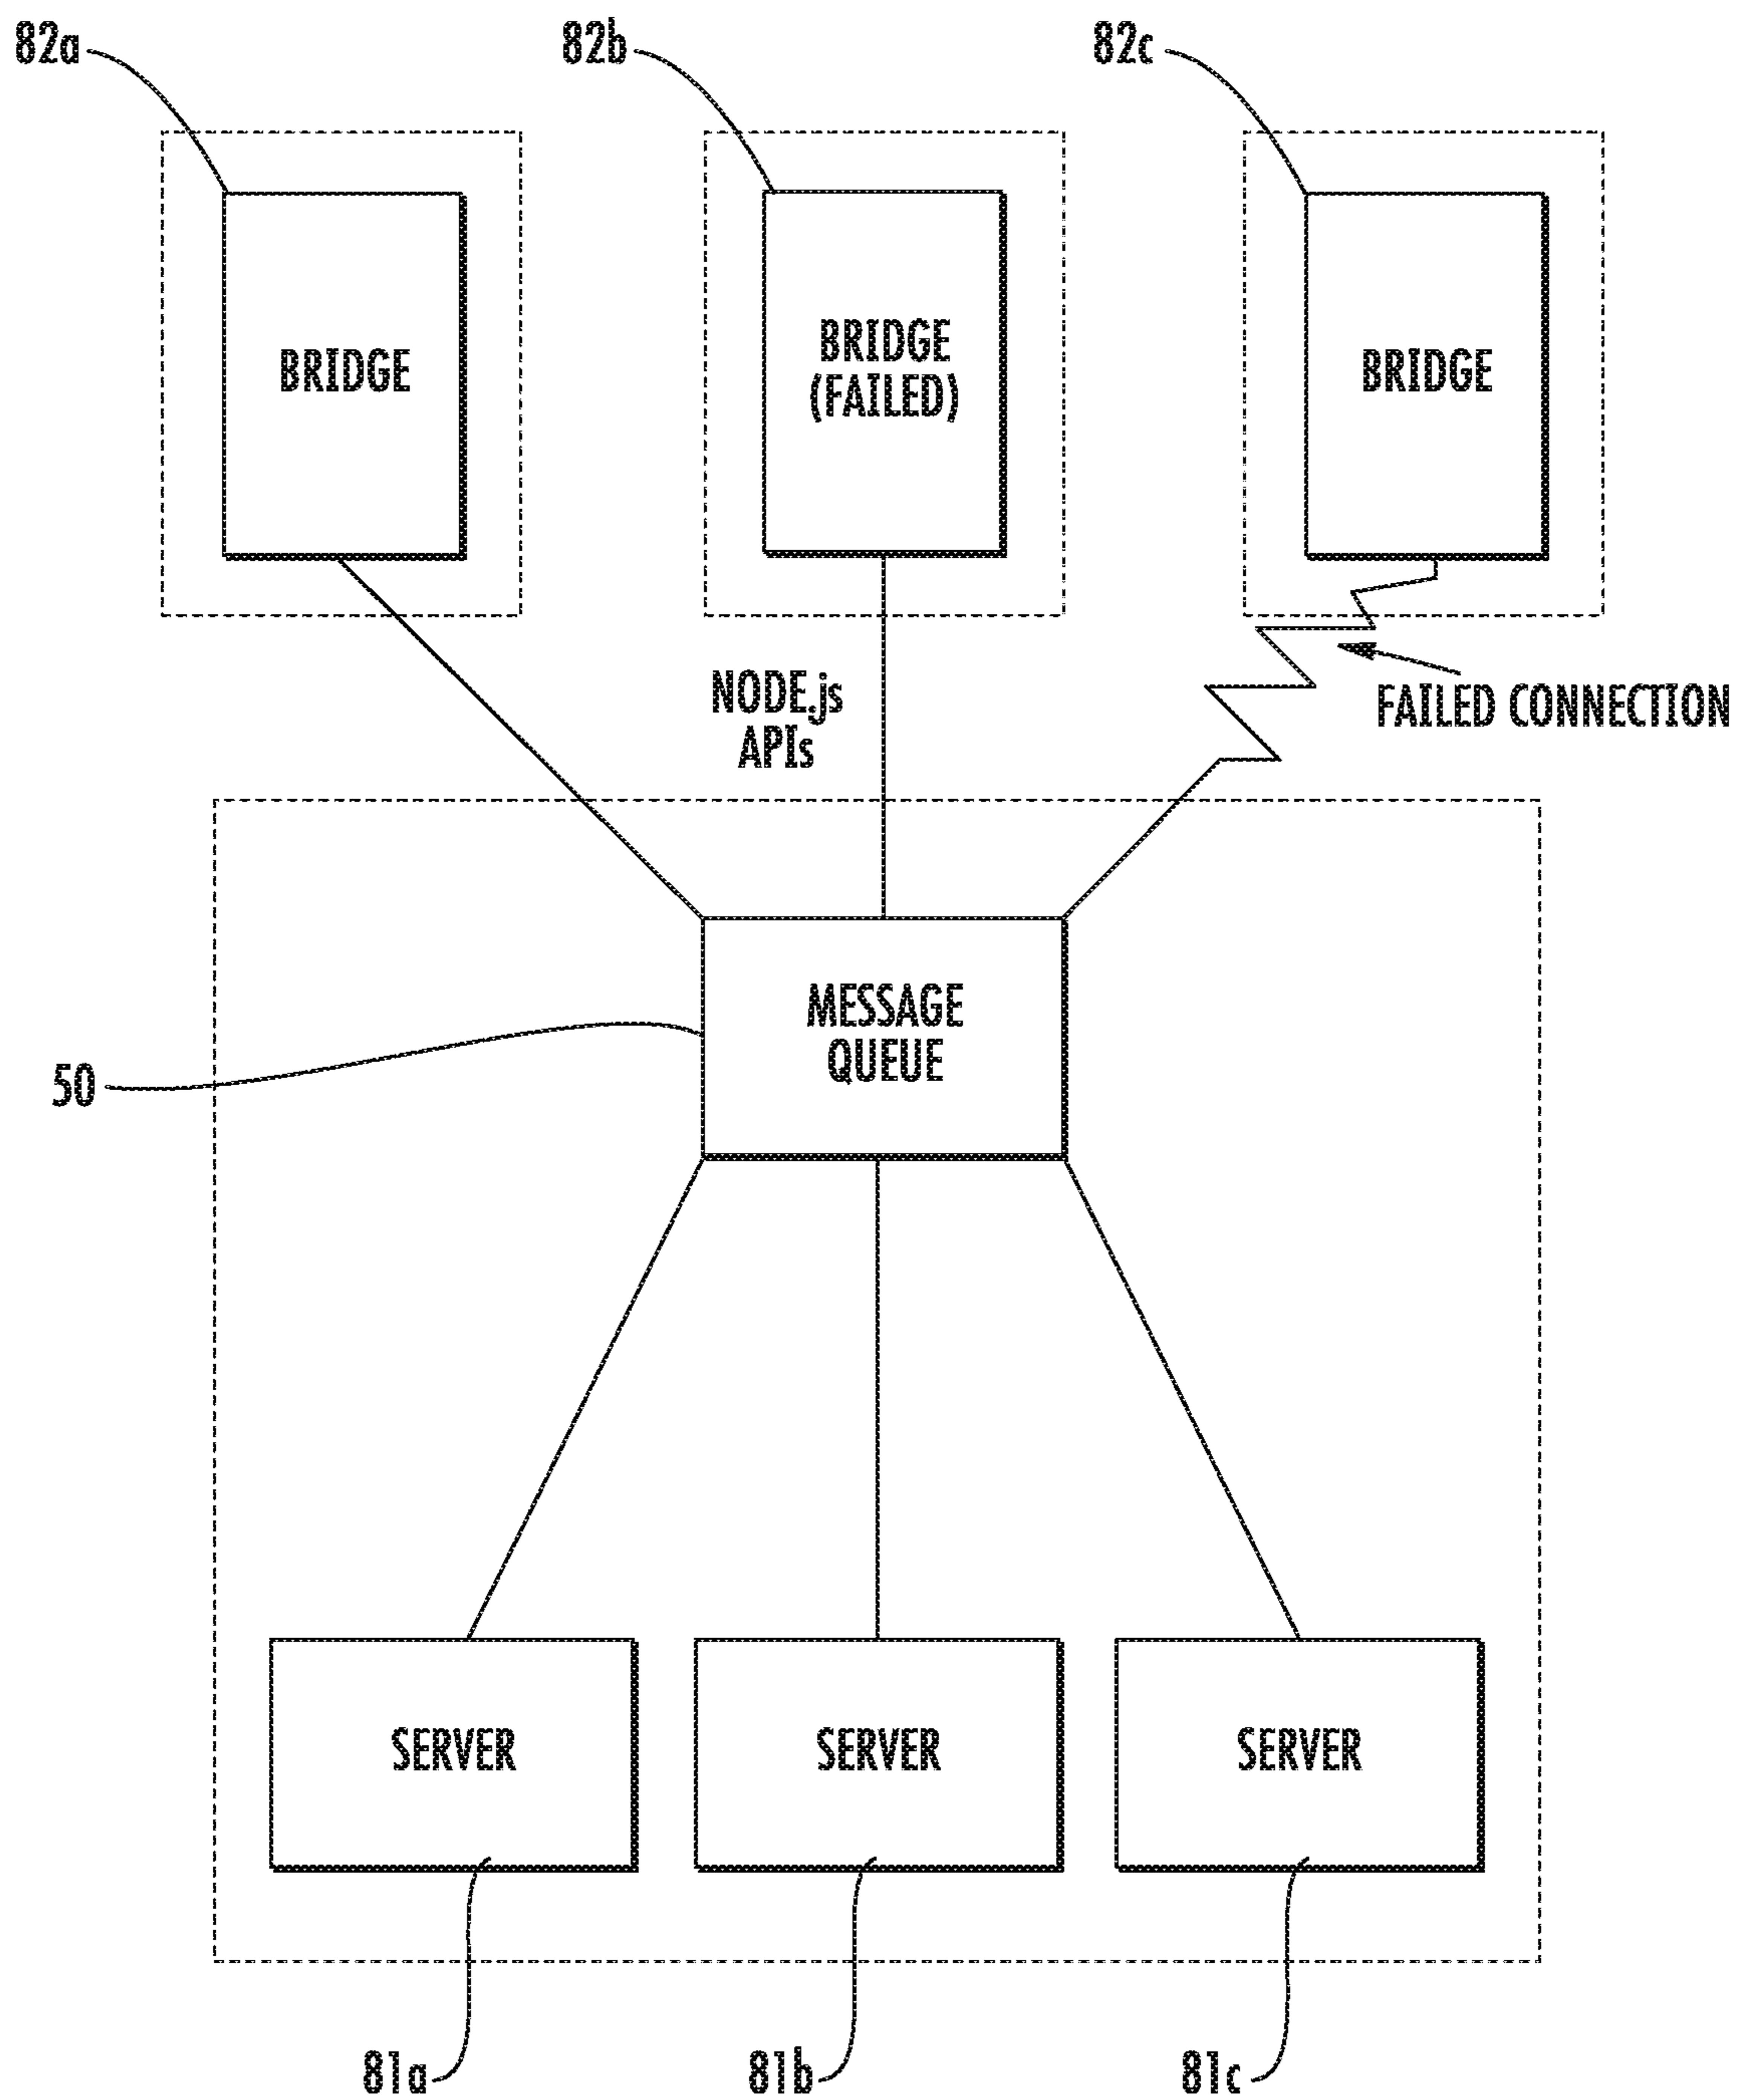 82a
82b
82c
BRIDGE
BRIDGE
(FAILED)
BRIDGE
NODE.js
APIs
FAILED CONNECTION
MESSAGE
QUEUE
50
SERVER
SERVER
SERVER
81a
81b
81c